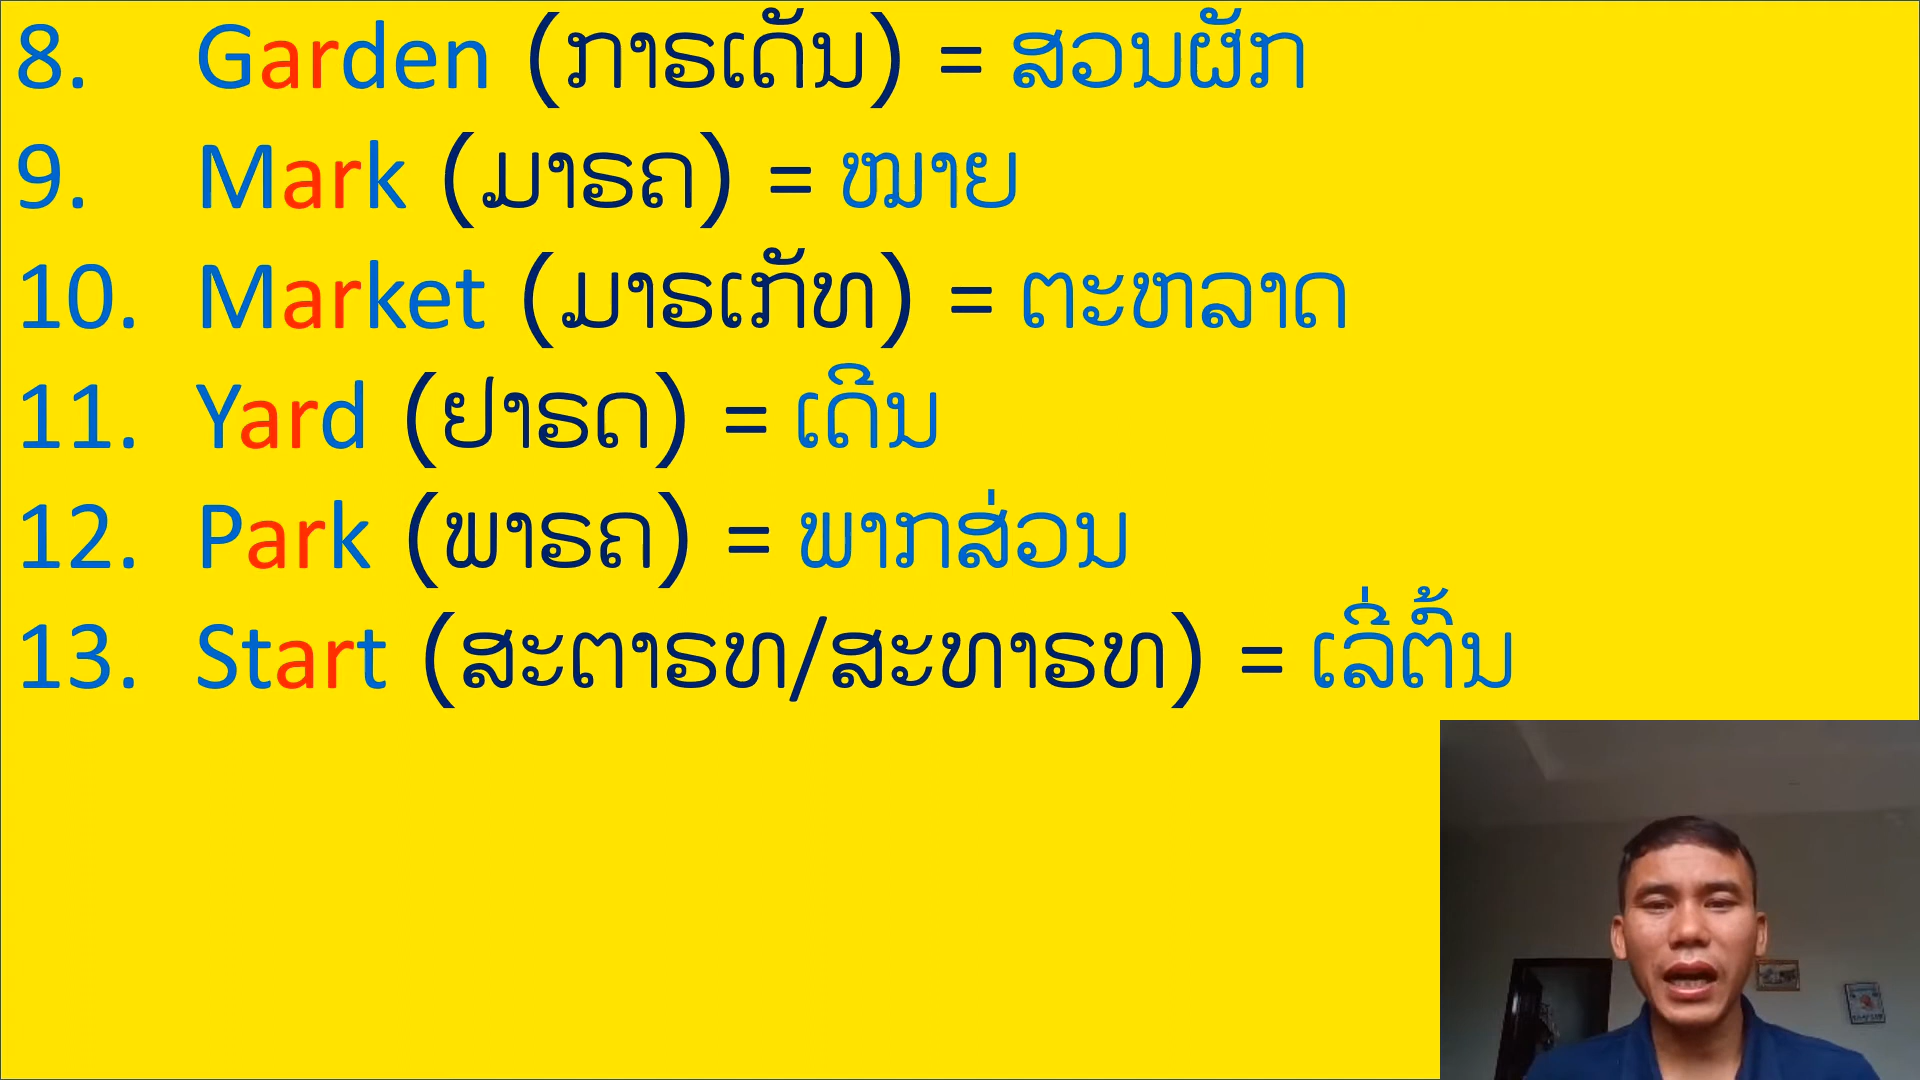 8. Garden (ກາຣເດັນ) = ສວນຜັກ
9. Mark (ມາຣຄ) = ໝາຍ
10. Market (ມາຣເກັທ) = ຕະຫລາດ
11. Yard (ຢາຣດ) = ເດີນ
12. Park (ພາຣຄ) = ພາກສ່ວນ
13. Start (ສະຕາຣທ/ສະທາຣທ) = ເລີ່ຕົ້ນ